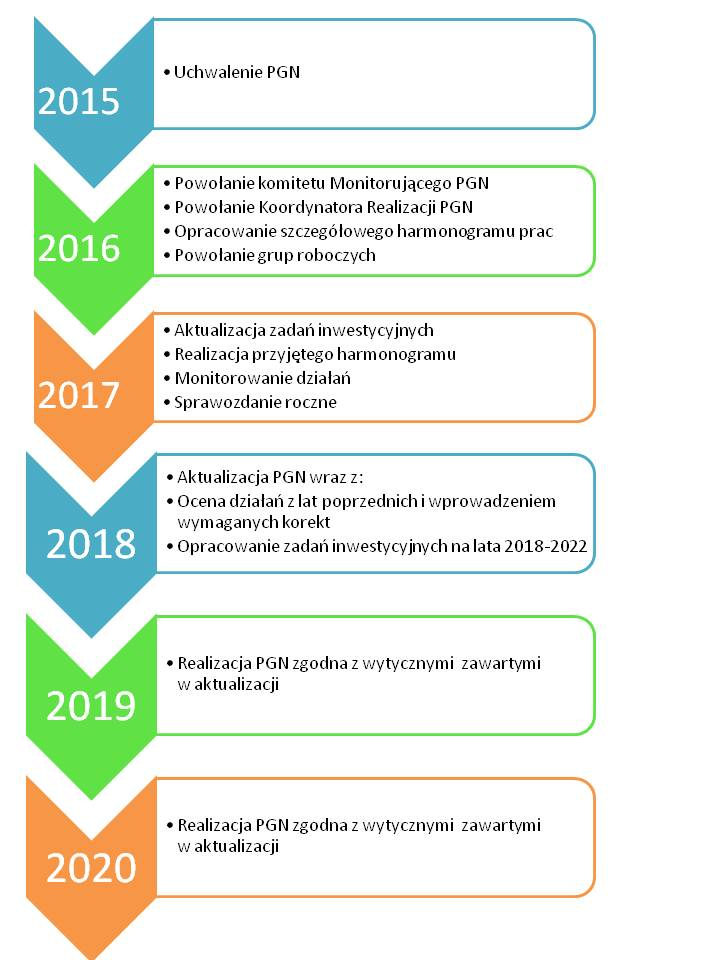 2015
• Uchwalenie PGN
2016
• Powołanie komitetu Monitorującego PGN
• Powołanie Koordynatora Realizacji PGN
• Opracowanie szczegółowego harmonogramu prac
• Powołanie grup roboczych
2017
• Aktualizacja zadań inwestycyjnych
• Realizacja przyjętego harmonogramu
• Monitorowanie działań
• Sprawozdanie roczne
2018
• Aktualizacja PGN wraz z:
• Ocena działań z lat poprzednich i wprowadzeniem
wymaganych korekt
• Opracowanie zadań inwestycyjnych na lata 2018-2022
2019
• Realizacja PGN zgodna z wytycznymi zawartymi
w aktualizacji
2020
• Realizacja PGN zgodna z wytycznymi zawartymi
w aktualizacji